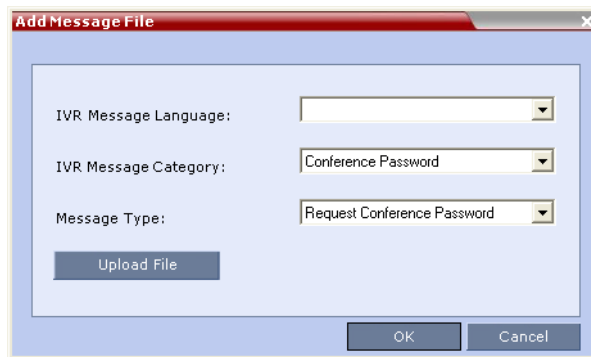 Add Message File
IVR Message Language:
IVR Message Category: Conference Password
Message Type: Request Conference Password
Upload File
OK Cancel